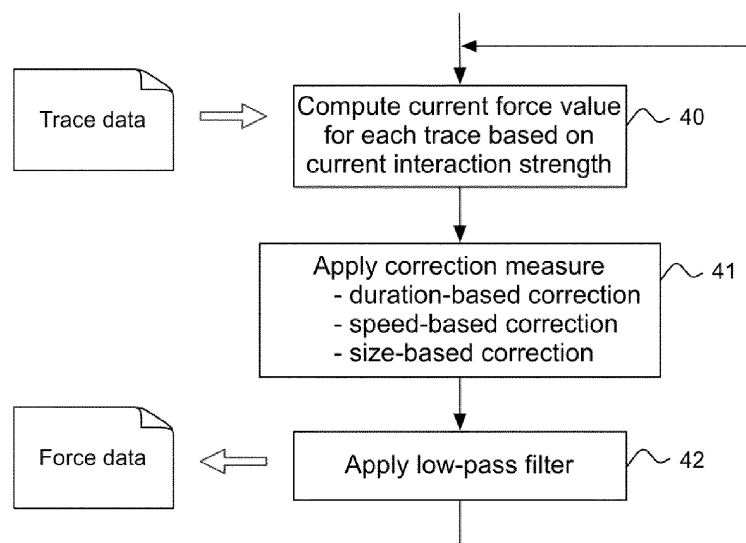 Trace data
Compute current force value
for each trace based on
current interaction strength
40
Apply correction measure
- duration-based correction
- speed-based correction
- size-based correction
41
Force data
Apply low-pass filter
42